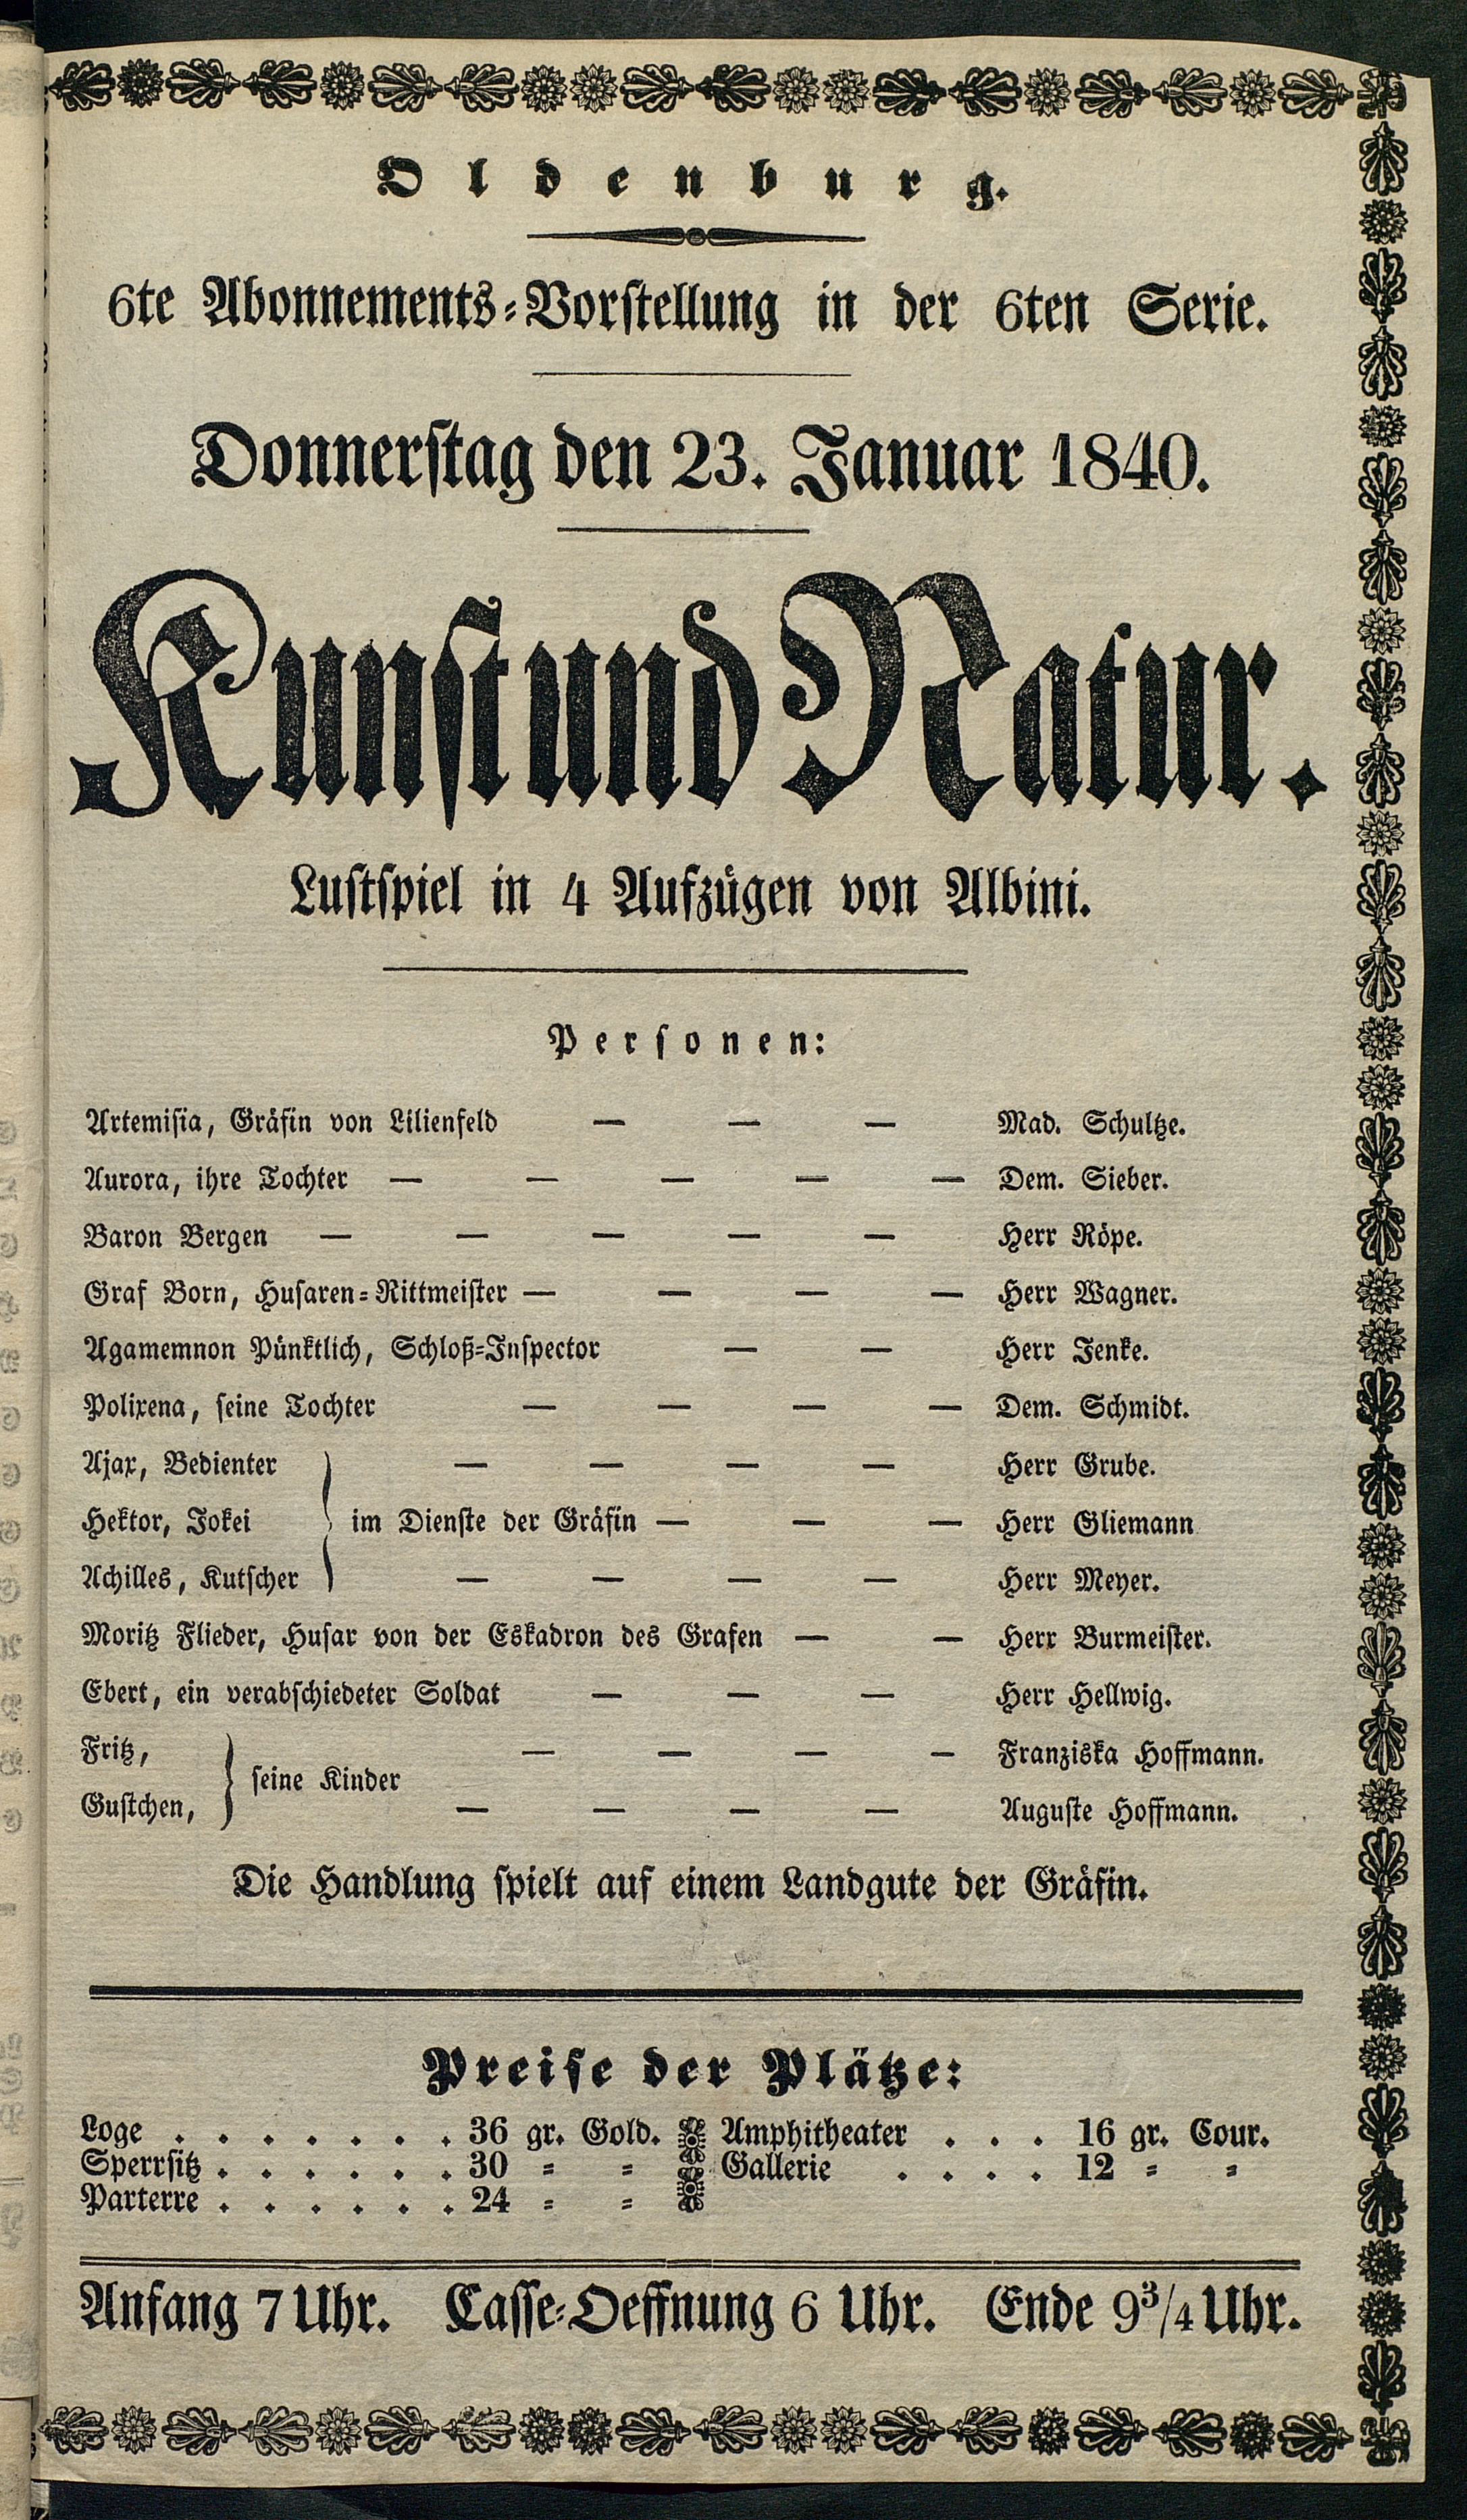 Oldenburg.
6te Abonnements-Vorstellung in der 6ten Serie.
Donnerstag den 23. Januar 1840.
Kunst und Natur.
Lustspiel in 4 Aufzügen von Albini.
Personen:
Artemisia, Gräfin von Lilienfeld — — — Mad. Schultze.
Aurora, ihre Tochter — — — — — Dem. Sieber.
Baron Bergen — — — — — Herr Röpe.
Graf Born, Husaren-Rittmeister — — — — Herr Wagner.
Agamemnon Pünktlich, Schloß-Inspector — — Herr Jenke.
Polixena, seine Tochter — — — — Dem. Schmidt.
Ajax, Bedienter — — — — Herr Grube.
Hektor, Jokei } im Dienste der Gräfin — — — Herr Gliemann
Achilles, Kutscher — — — — Herr Meyer.
Moritz Flieder, Husar von der Eskadron des Grafen — — Herr Burmeister.
Ebert, ein verabschiedeter Soldat — — — Herr Hellwig.
Fritz, — — — — Franziska Hoffmann.
} seine Kinder
Gustchen, — — — — Auguste Hoffmann.
Die Handlung spielt auf einem Landgute der Gräfin.
Preise der Plätze:
Loge . . . . . . . 36 gr. Gold. Amphitheater . . . 16 gr. Cour.
Sperrsitz . . . . . . 30 = = Gallerie . . . . 12 = =
Parterre . . . . . . 24 = =
Anfang 7 Uhr. Casse-Oeffnung 6 Uhr. Ende 9 3/4 Uhr.